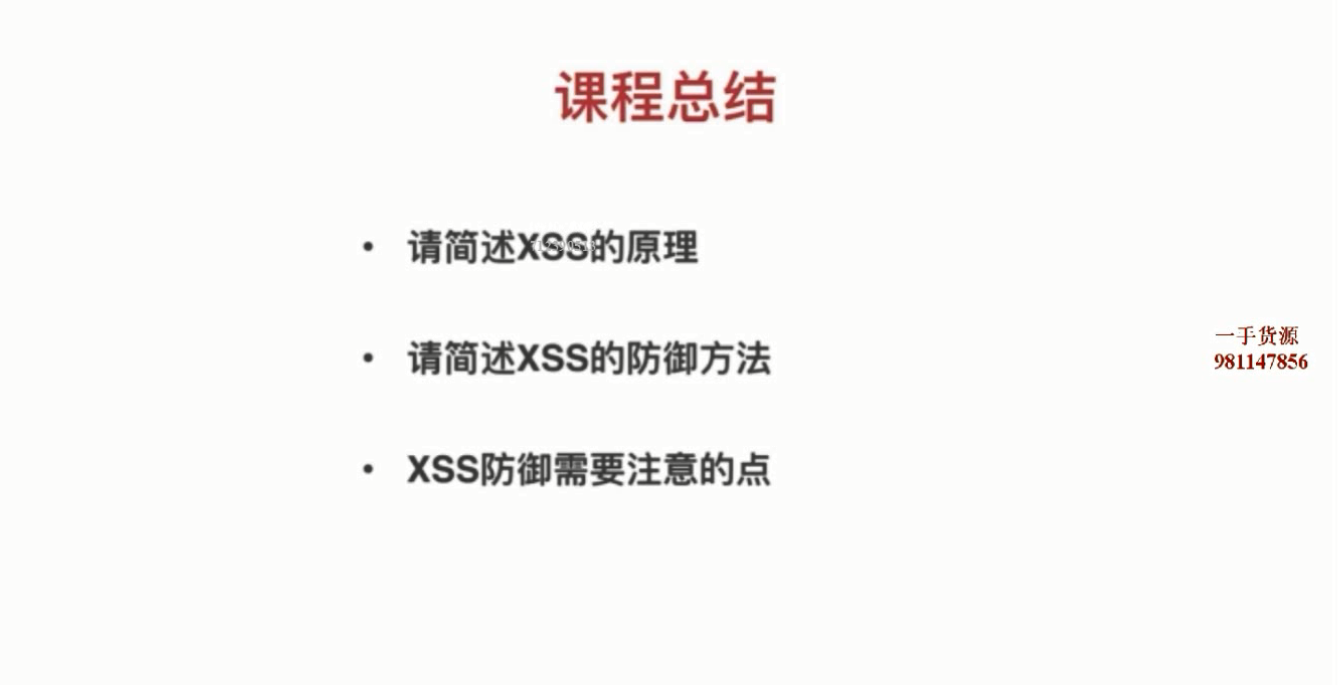 课程总结
• 请简述XSS的原理
• 请简述XSS的防御方法
• XSS防御需要注意的点
一手货源
981147856